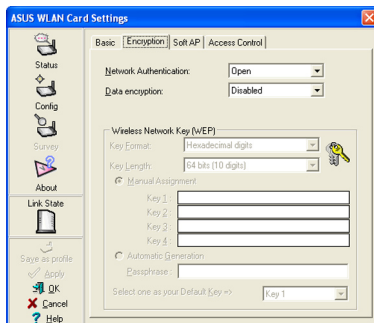 ASUS WLAN Card Settings
Status
Config
Survey
About
Link State
Save as profile
Apply
OK
Cancel
Help
Basic Encryption Soft AP Access Control
Network Authentication: Open
Data encryption: Disabled
Wireless Network Key (WEP)
Key Format: Hexadecimal digits
Key Length: 64 bits (10 digits)
Manual Assignment
Key 1 :
Key 2 :
Key 3 :
Key 4 :
Automatic Generation
Passphrase :
Select one as your Default Key => Key 1